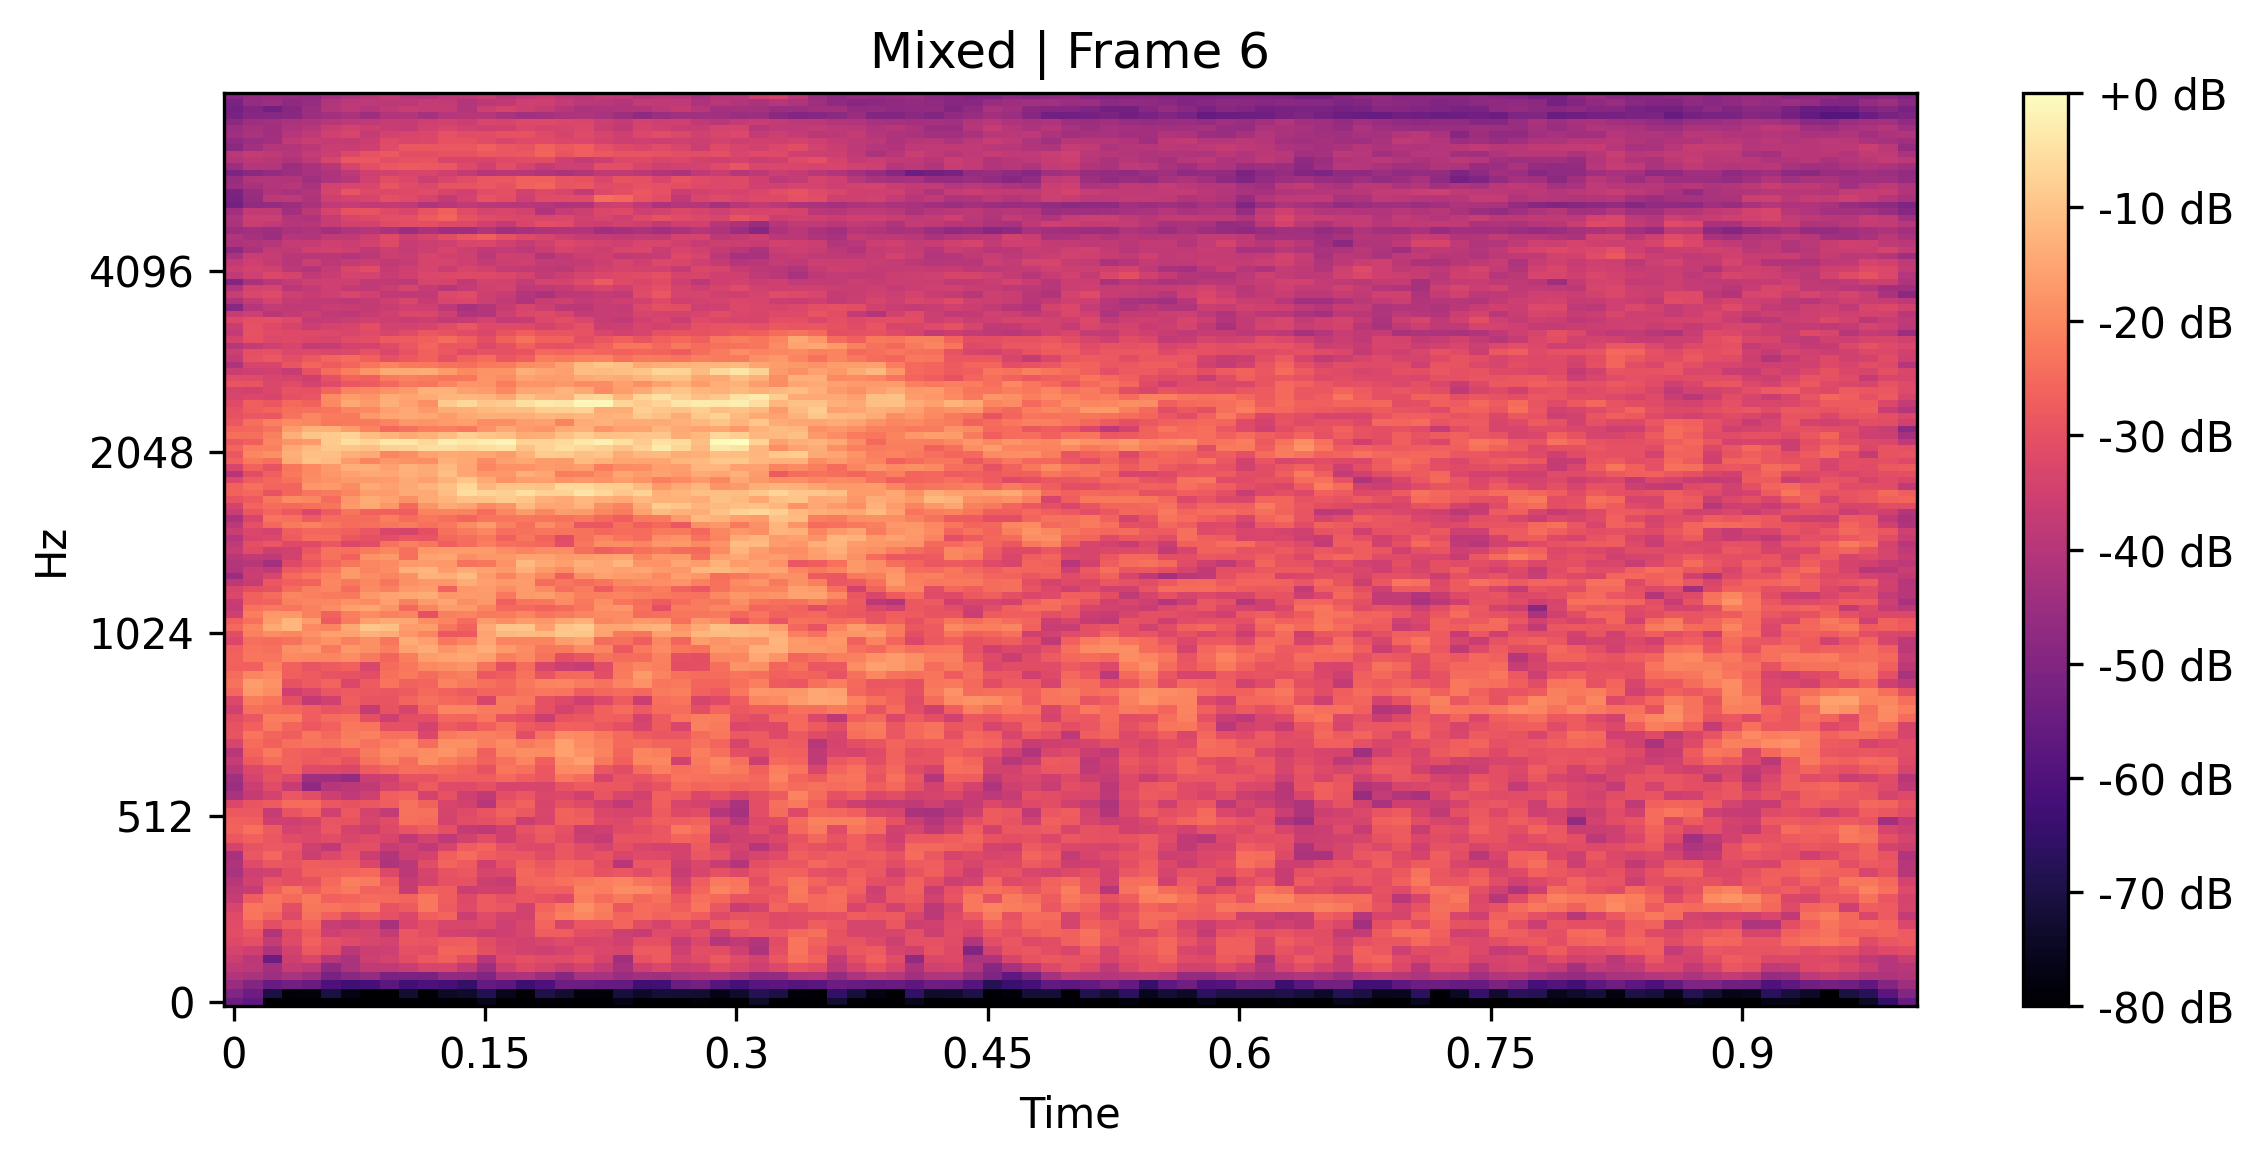 Mixed | Frame 6
Hz
4096
2048
1024
512
0
0 0.15 0.3 0.45 0.6 0.75 0.9
Time
+0 dB
-10 dB
-20 dB
-30 dB
-40 dB
-50 dB
-60 dB
-70 dB
-80 dB